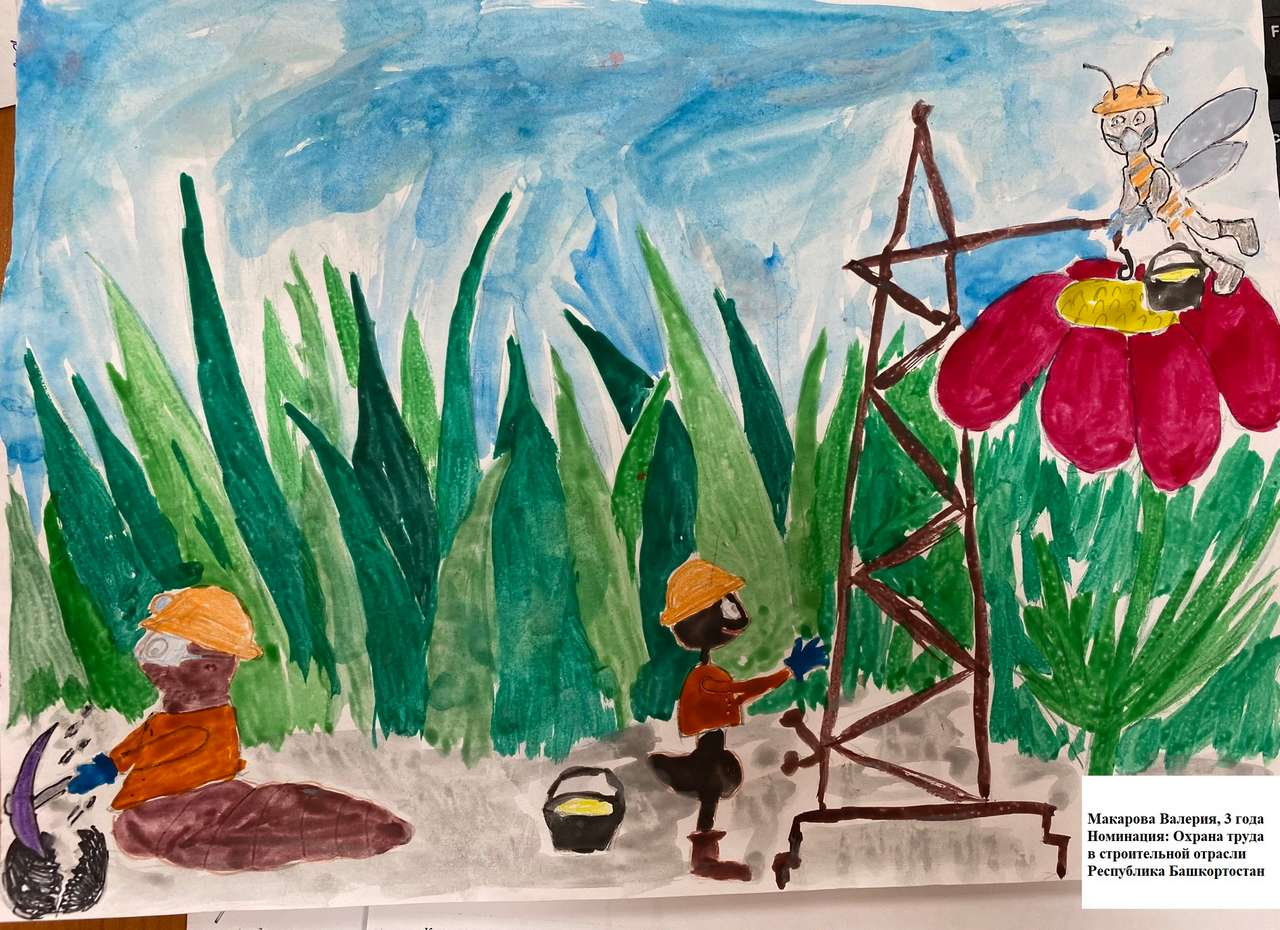 Макарова Валерия, 3 года
Номинация: Охрана труда
в строительной отрасли
Республика Башкортостан